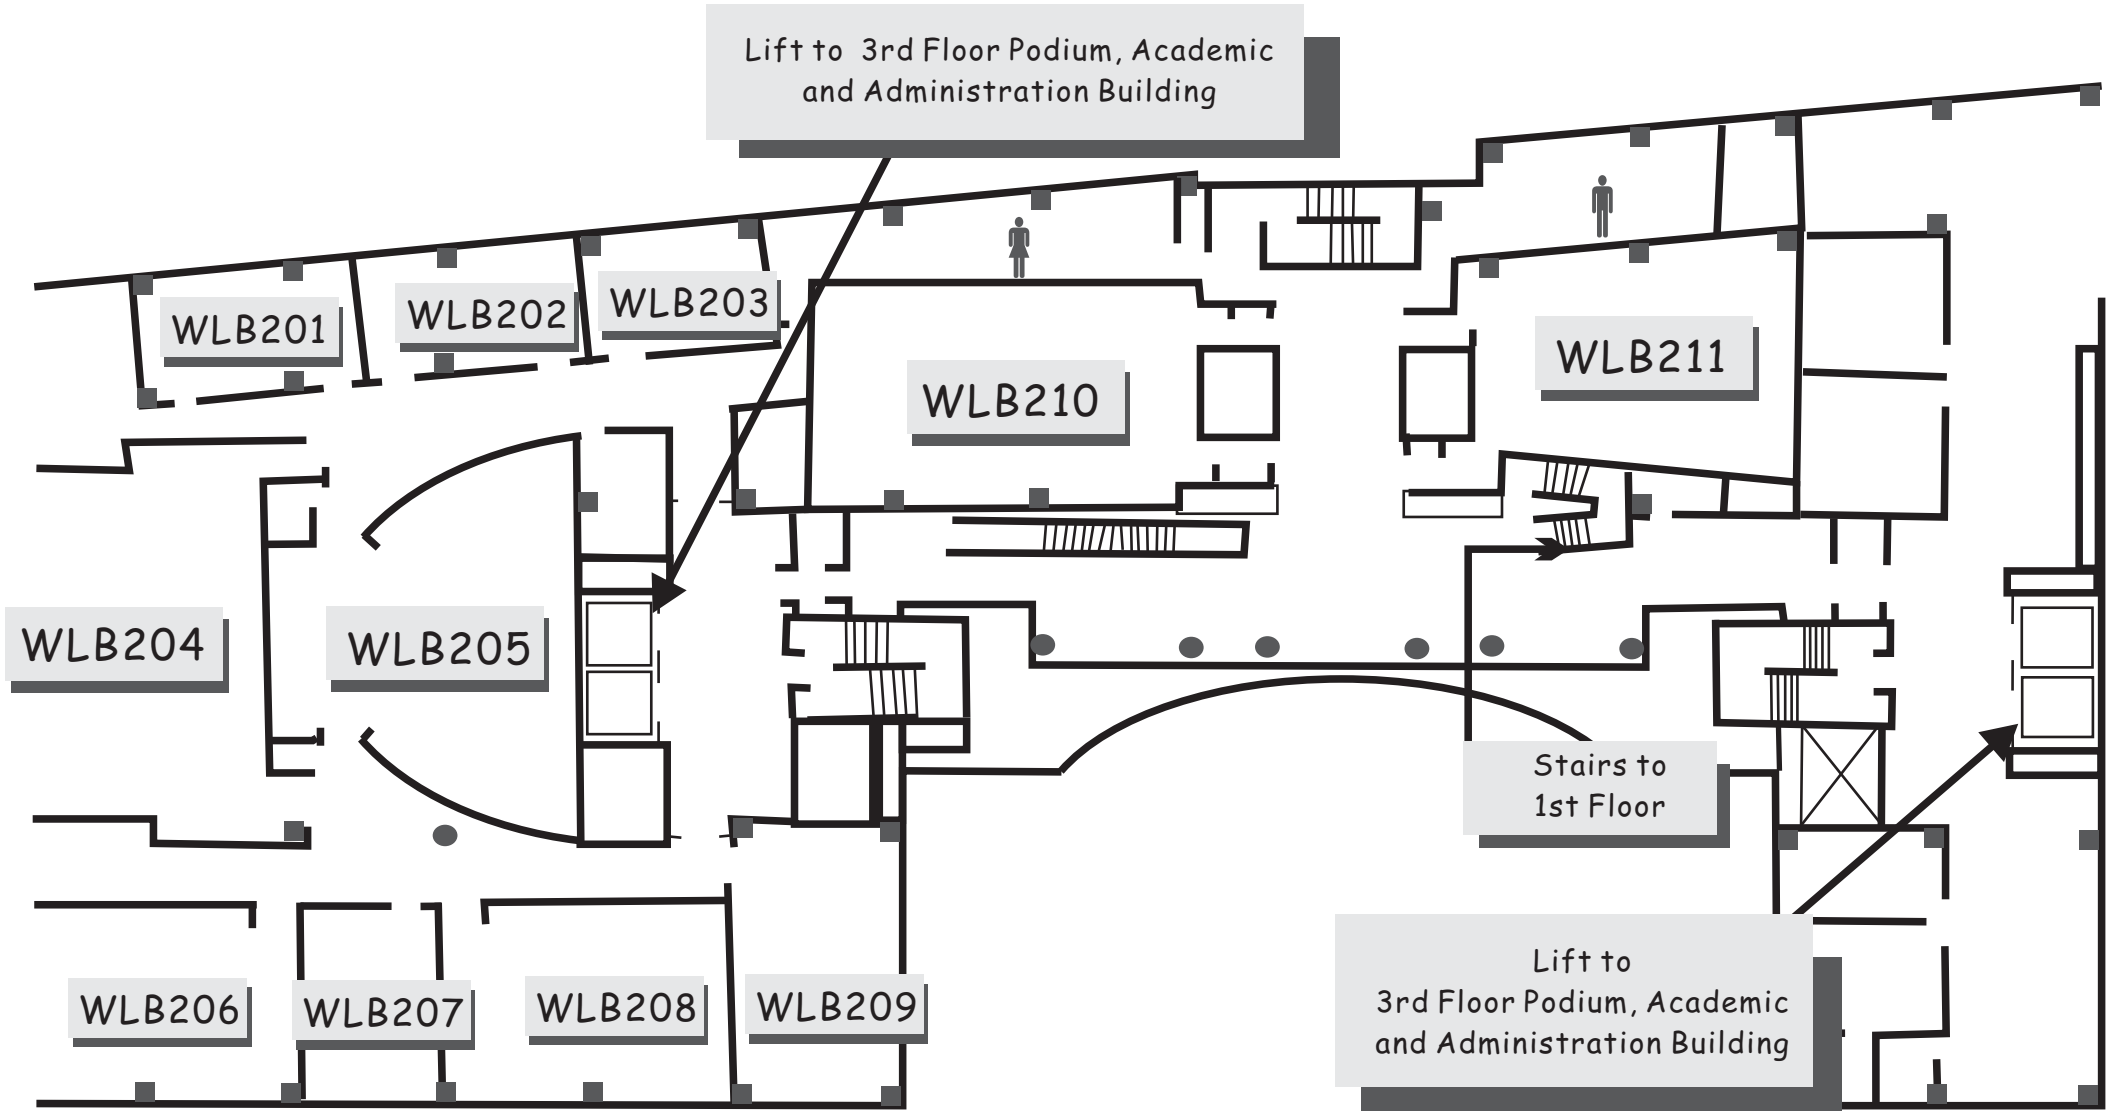 Lift to 3rd Floor Podium, Academic
and Administration Building
WLB201
WLB202
WLB203
WLB210
WLB211
WLB204
WLB205
Stairs to
1st Floor
WLB206
WLB207
WLB208
WLB209
Lift to
3rd Floor Podium, Academic
and Administration Building